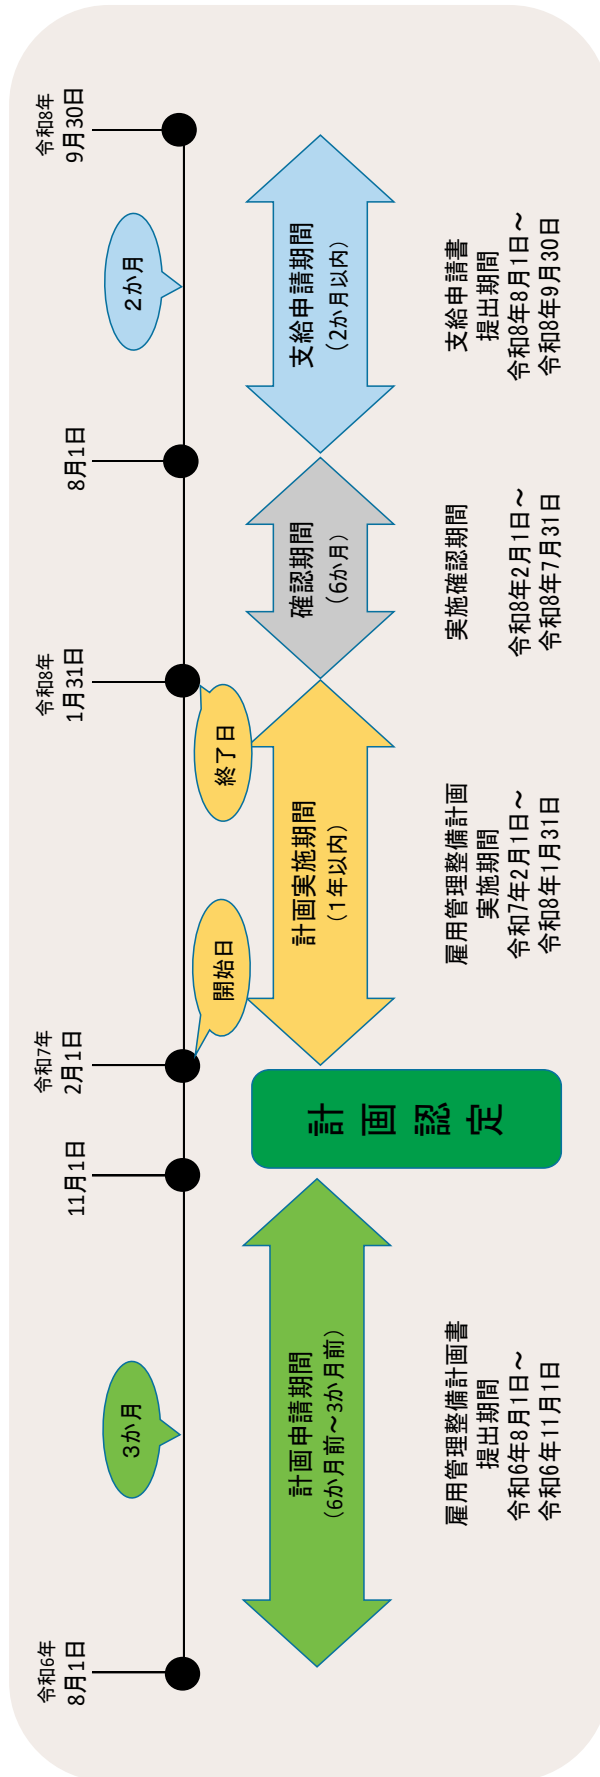 令和6年
8月1日
11月1日
令和7年
2月1日
令和8年
1月31日
8月1日
令和8年
9月30日
3か月
開始日
終了日
2か月
計画申請期間
(6か月前～3か月前)
計画認定
計画実施期間
(1年以内)
確認期間
(6か月)
支給申請期間
(2か月以内)
雇用管理整備計画書
提出期間
令和6年8月1日～
令和6年11月1日
雇用管理整備計画
実施期間
令和7年2月1日～
令和8年1月31日
実施確認期間
令和8年2月1日～
令和8年7月31日
支給申請書
提出期間
令和8年8月1日～
令和8年9月30日